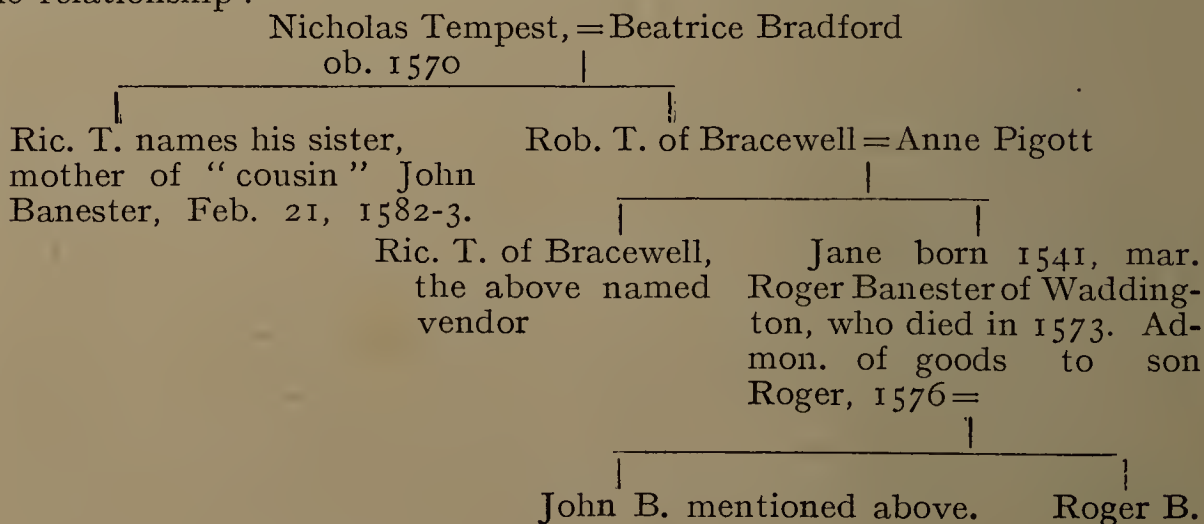 relationship .
Nicholas Tempest, = Beatrice Bradford
ob. 1570
Ric. T. names his sister,
mother of "cousin" John
Banester, Feb. 21, 1582-3.
Rob. T. of Bracewell = Anne Pigott
Ric. T. of Bracewell,
the above named
vendor
Jane born 1541, mar.
Roger Banester of Wadding-
ton, who died in 1573. Ad-
mon. of goods to son
Roger, 1576 =
John B. mentioned above. Roger B.